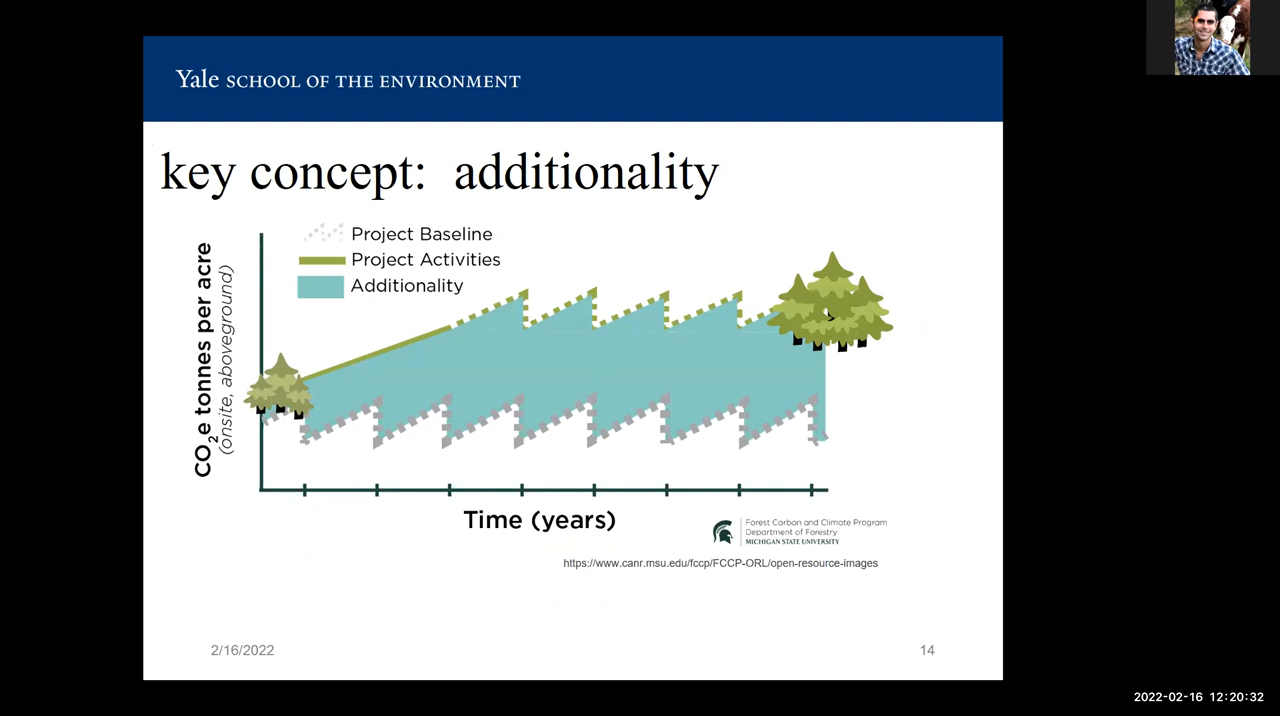 Yale SCHOOL OF THE ENVIRONMENT
key concept: additionality
Project Baseline
Project Activities
Additionality
CO2e tonnes per acre
(onsite, aboveground)
Time (years)
Forest Carbon and Climate Program
Department of Forestry
MICHIGAN STATE UNIVERSITY
https://www.canr.msu.edu/fccp/FCCP-ORL/open-resource-images
2/16/2022
14
2022-02-16 12:20:32